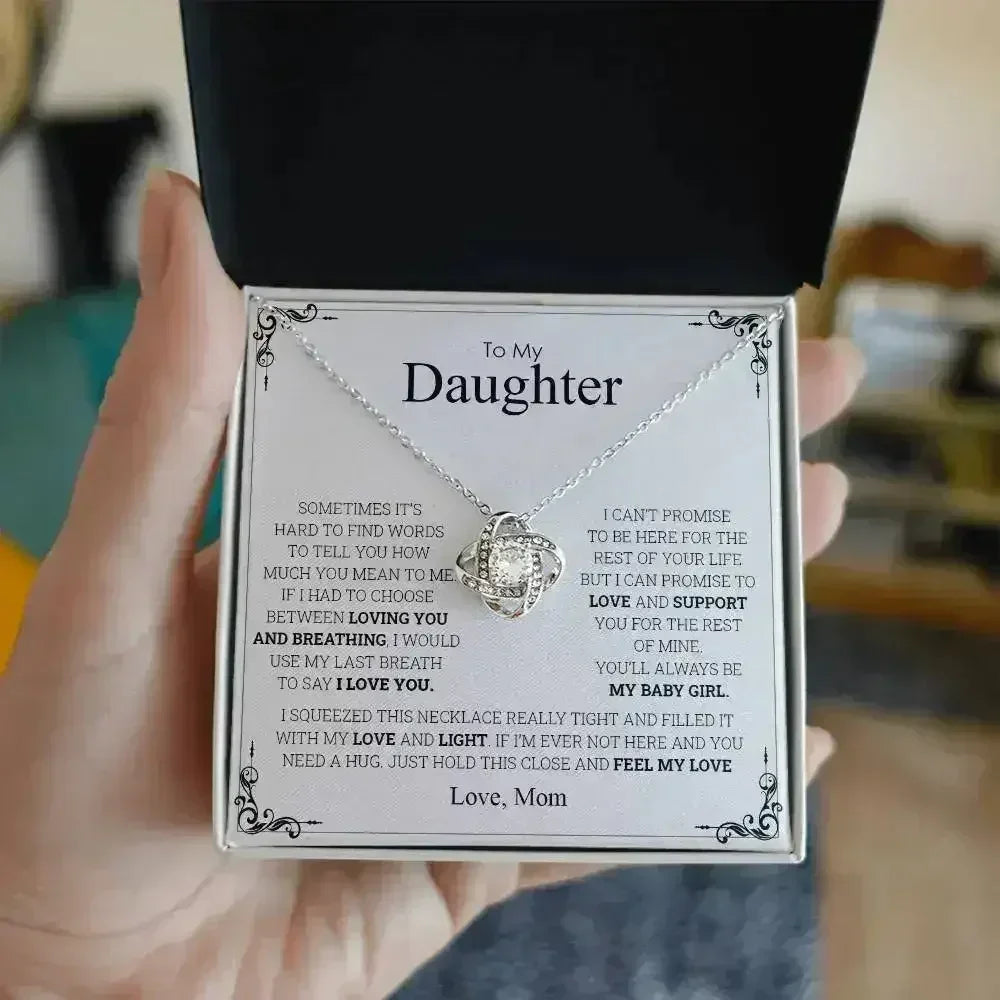 To My
Daughter
SOMETIMES IT'S
HARD TO FIND WORDS
TO TELL YOU HOW
MUCH YOU MEAN TO ME
IF I HAD TO CHOOSE
BETWEEN LOVING YOU
AND BREATHING, I WOULD
USE MY LAST BREATH
TO SAY I LOVE YOU.
I CAN'T PROMISE
TO BE HERE FOR THE
REST OF YOUR LIFE
BUT I CAN PROMISE TO
LOVE AND SUPPORT
YOU FOR THE REST
OF MINE.
YOU'LL ALWAYS BE
MY BABY GIRL.
I SQUEEZED THIS NECKLACE REALLY TIGHT AND FILLED IT
WITH MY LOVE AND LIGHT. IF I'M EVER NOT HERE AND YOU
NEED A HUG, JUST HOLD THIS CLOSE AND FEEL MY LOVE
Love, Mom